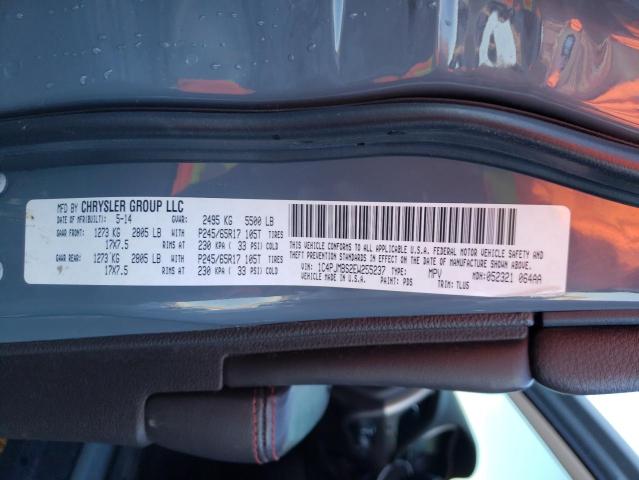 MFD BY CHRYSLER GROUP LLC
DATE OF MFR(BUILT): 5-14 GVWR: 2495 KG 5500 LB
GAWR FRONT: 1273 KG 2805 LB P245/65R17 105T TIRES
17X7.5 RIMS AT 230 KPA ( 33 PSI) COLD
GAWR REAR: 1273 KG 2805 LB P245/65R17 105T TIRES
17X7.5 RIMS AT 230 KPA ( 33 PSI) COLD
THIS VEHICLE CONFORMS TO ALL APPLICABLE U.S.A. FEDERAL MOTOR VEHICLE SAFETY AND
THEFT PREVENTION STANDARDS IN EFFECT ON THE DATE OF MANUFACTURE SHOWN ABOVE.
VIN: 1C4PJMBS2EW255237 TYPE: MPV MDH: 052321 064AA
VEHICLE MADE IN U.S.A. PAINT: PDS TRIM: TLUS